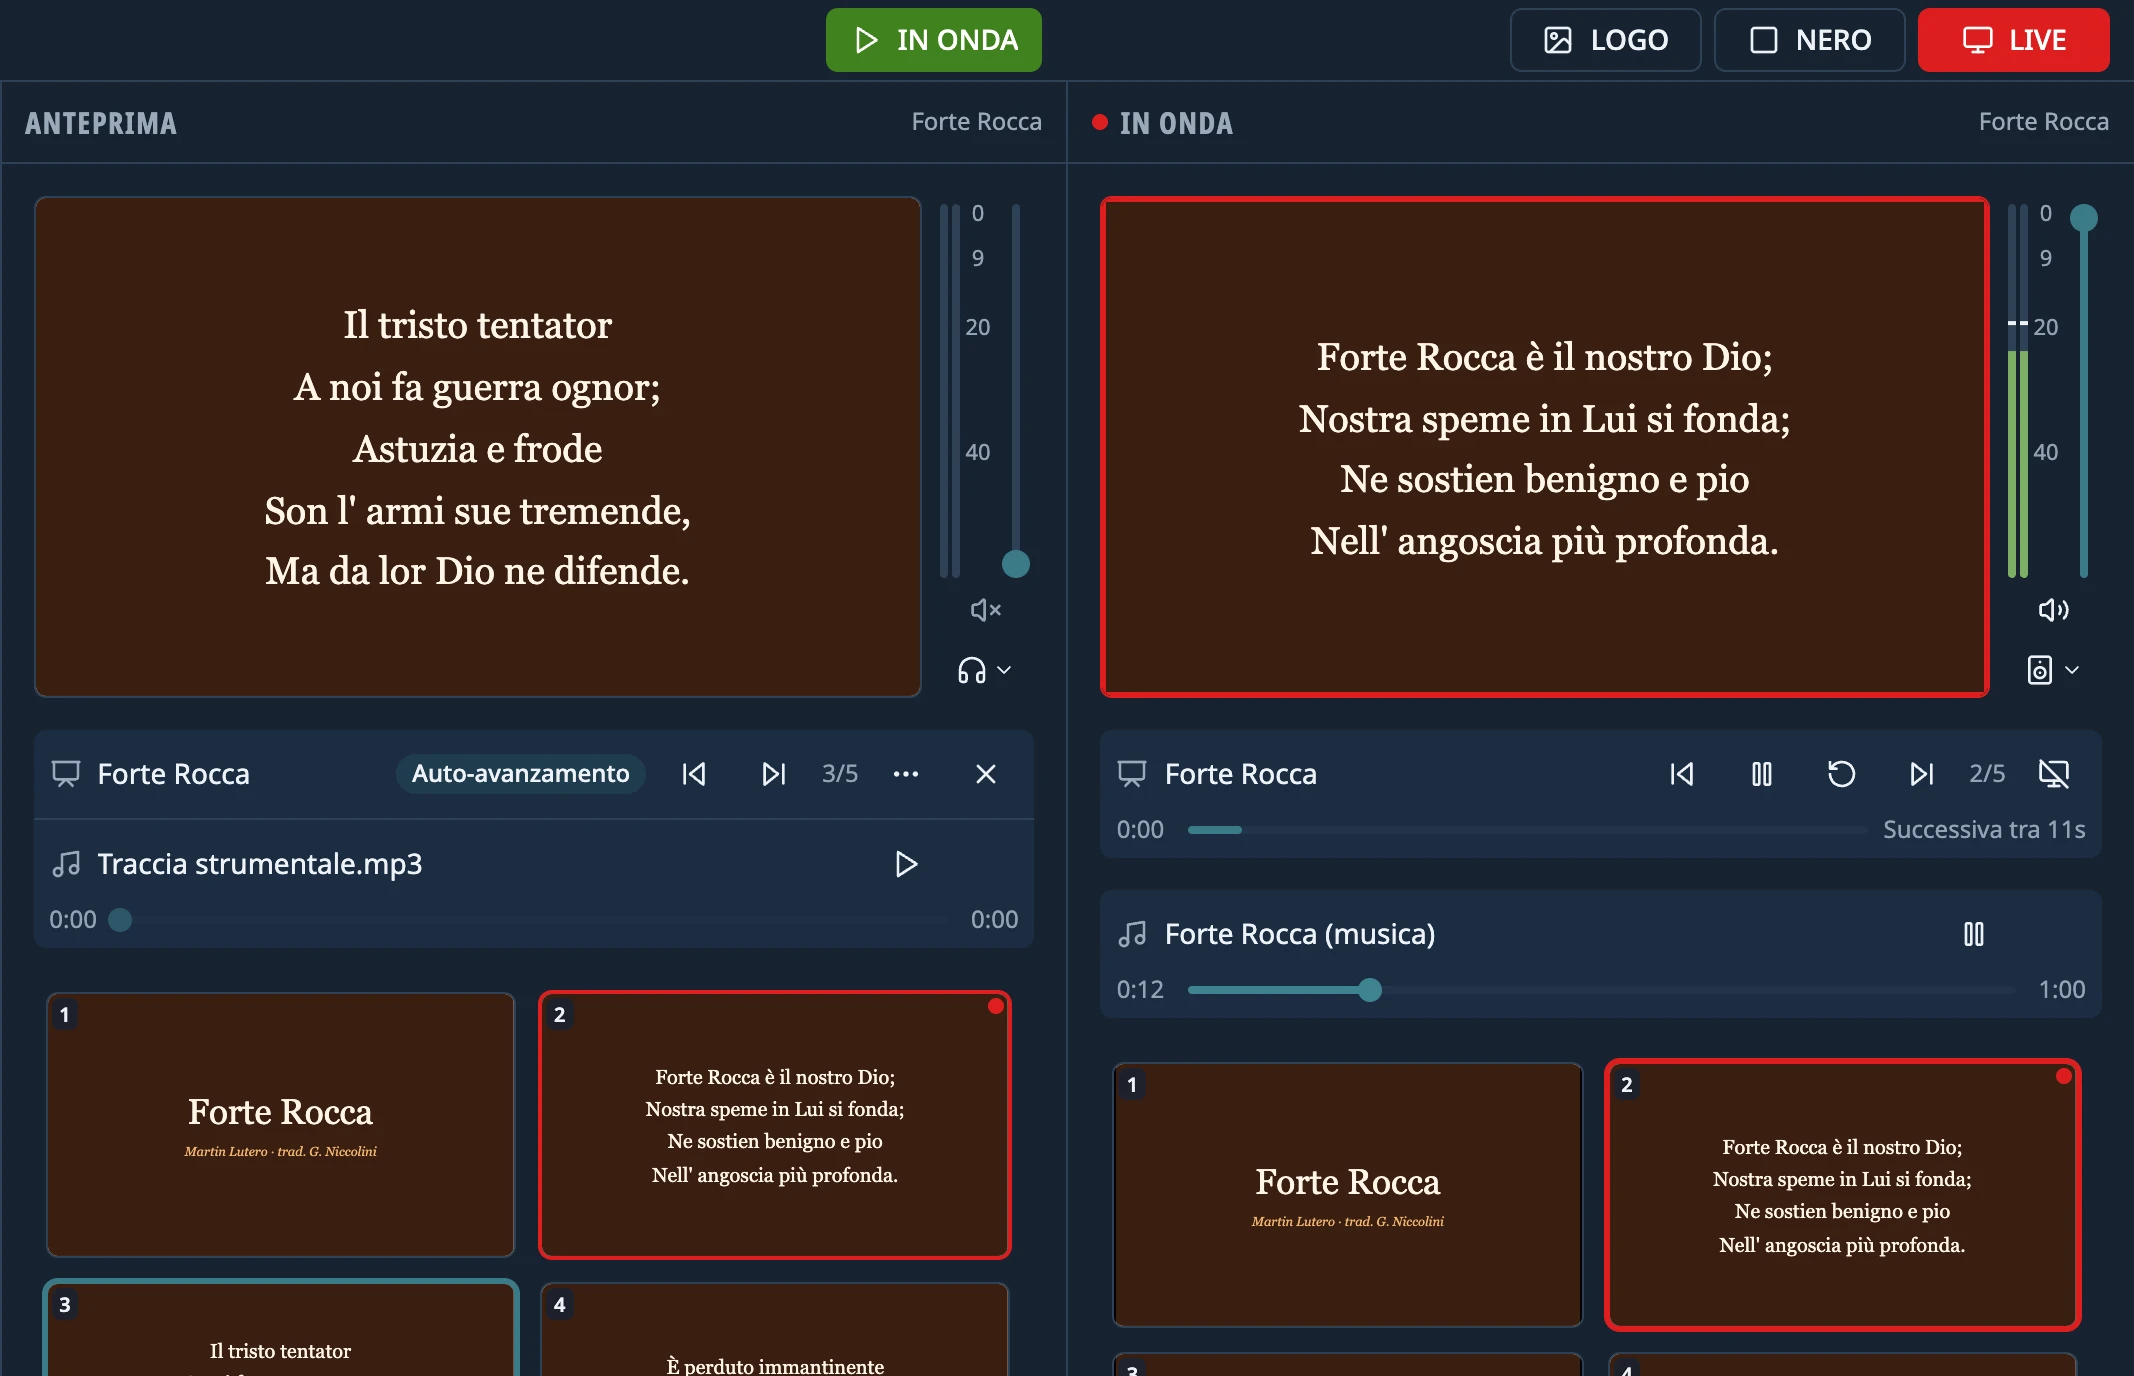 IN ONDA
LOGO
NERO
LIVE
ANTEPRIMA
Forte Rocca
IN ONDA
Forte Rocca
Il tristo tentator
A noi fa guerra ognor;
Astuzia e frode
Son l' armi sue tremende,
Ma da lor Dio ne difende.
0
9
20
40
Forte Rocca è il nostro Dio;
Nostra speme in Lui si fonda;
Ne sostien benigno e pio
Nell' angoscia più profonda.
0
9
20
40
Forte Rocca
Auto-avanzamento
3/5
Traccia strumentale.mp3
0:00
0:00
Forte Rocca
2/5
0:00
Successiva tra 11s
Forte Rocca (musica)
0:12
1:00
1
Forte Rocca
Martin Lutero · trad. G. Niccolini
2
Forte Rocca è il nostro Dio;
Nostra speme in Lui si fonda;
Ne sostien benigno e pio
Nell' angoscia più profonda.
3
Il tristo tentator
4
È perduto immantinente
1
Forte Rocca
Martin Lutero · trad. G. Niccolini
2
Forte Rocca è il nostro Dio;
Nostra speme in Lui si fonda;
Ne sostien benigno e pio
Nell' angoscia più profonda.
3
4